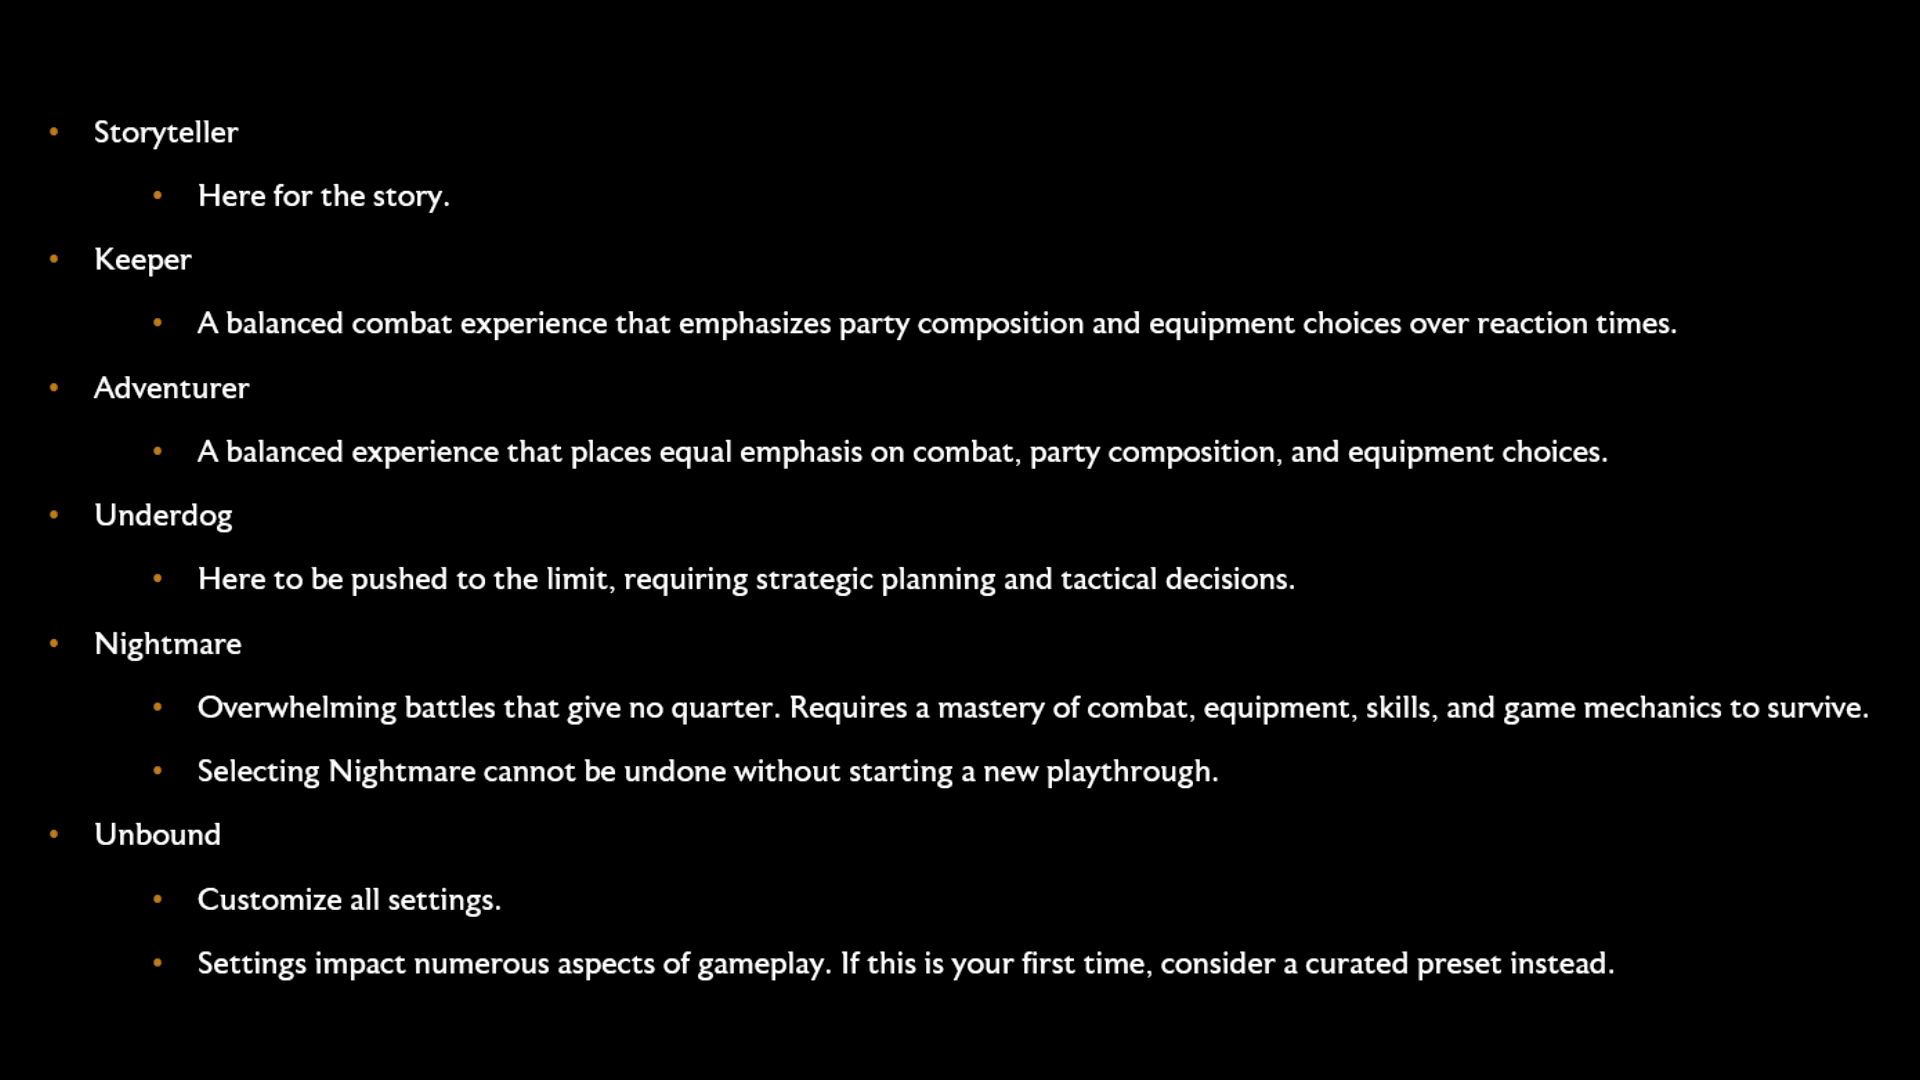 • Storyteller
• Here for the story.
• Keeper
• A balanced combat experience that emphasizes party composition and equipment choices over reaction times.
• Adventurer
• A balanced experience that places equal emphasis on combat, party composition, and equipment choices.
• Underdog
• Here to be pushed to the limit, requiring strategic planning and tactical decisions.
• Nightmare
• Overwhelming battles that give no quarter. Requires a mastery of combat, equipment, skills, and game mechanics to survive.
• Selecting Nightmare cannot be undone without starting a new playthrough.
• Unbound
• Customize all settings.
• Settings impact numerous aspects of gameplay. If this is your first time, consider a curated preset instead.